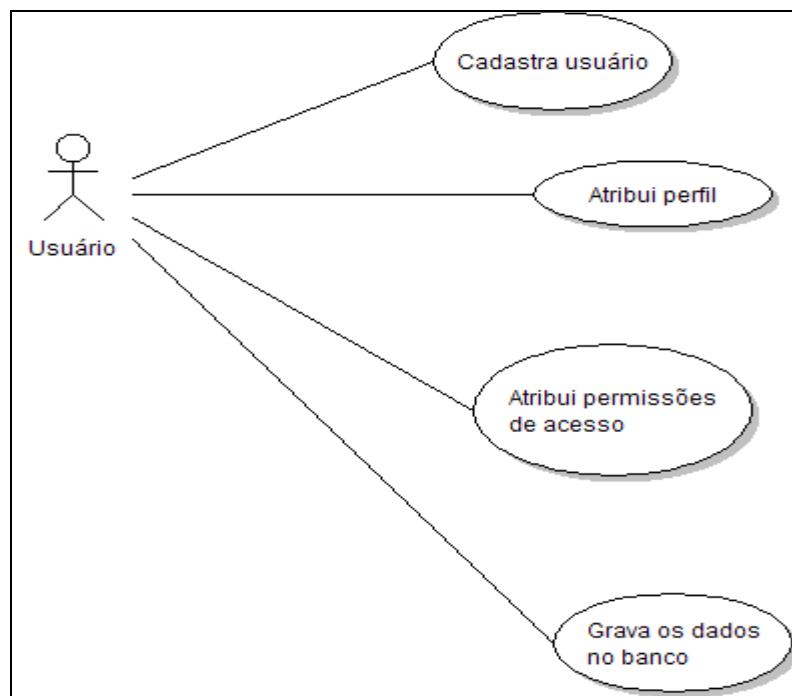 Cadastra usuário
Atribui perfil
Usuário
Atribui permissões
de acesso
Grava os dados
no banco